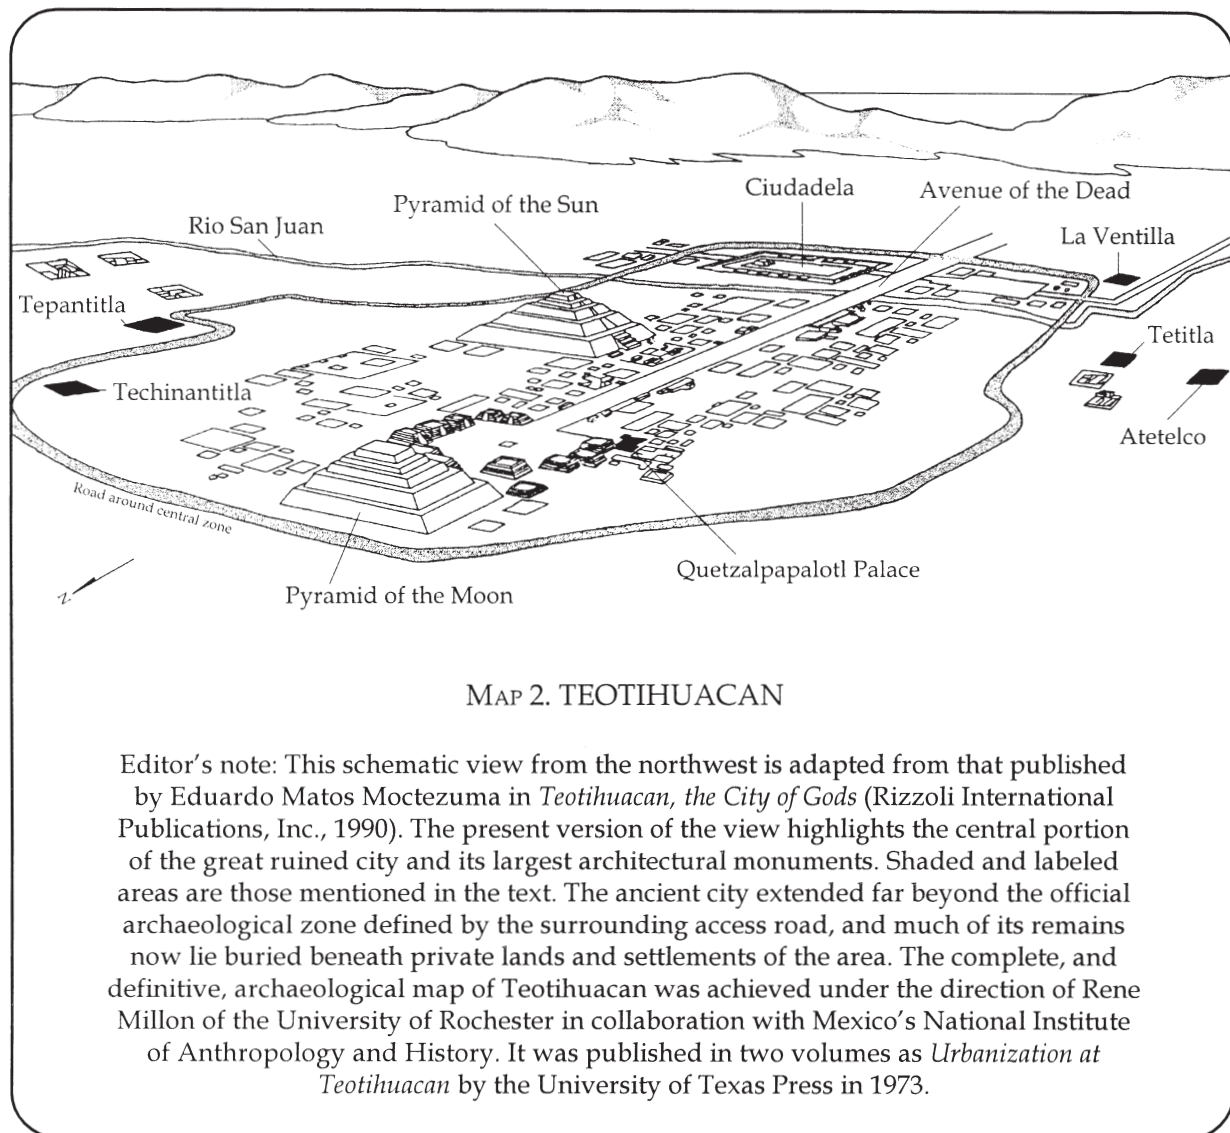 Ciudadela
Avenue of the Dead
Pyramid of the Sun
Rio San Juan
La Ventilla
Tepantitla
Tetitla
Techinantitla
Atetelco
Road around central zone
Quetzalpapalotl Palace
N
Pyramid of the Moon
MAP 2. TEOTIHUACAN
Editor's note: This schematic view from the northwest is adapted from that published
by Eduardo Matos Moctezuma in Teotihuacan, the City of Gods (Rizzoli International
Publications, Inc., 1990). The present version of the view highlights the central portion
of the great ruined city and its largest architectural monuments. Shaded and labeled
areas are those mentioned in the text. The ancient city extended far beyond the official
archaeological zone defined by the surrounding access road, and much of its remains
now lie buried beneath private lands and settlements of the area. The complete, and
definitive, archaeological map of Teotihuacan was achieved under the direction of Rene
Millon of the University of Rochester in collaboration with Mexico's National Institute
of Anthropology and History. It was published in two volumes as Urbanization at
Teotihuacan by the University of Texas Press in 1973.